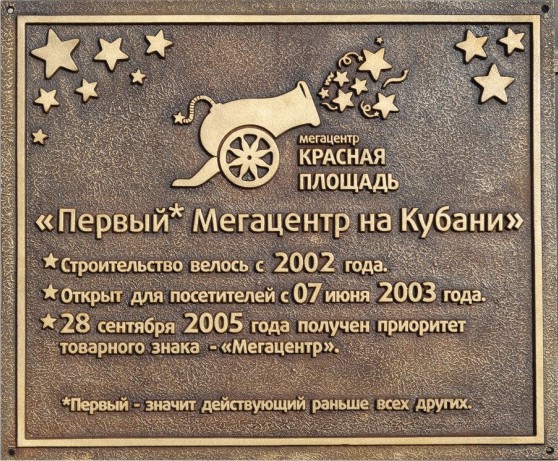 мегацентр
КРАСНАЯ
ПЛОЩАДЬ
«Первый* Мегацентр на Кубани»
Строительство велось с 2002 года.
Открыт для посетителей с 07 июня 2003 года.
28 сентября 2005 года получен приоритет
товарного знака - «Мегацентр».
*Первый - значит действующий раньше всех других.